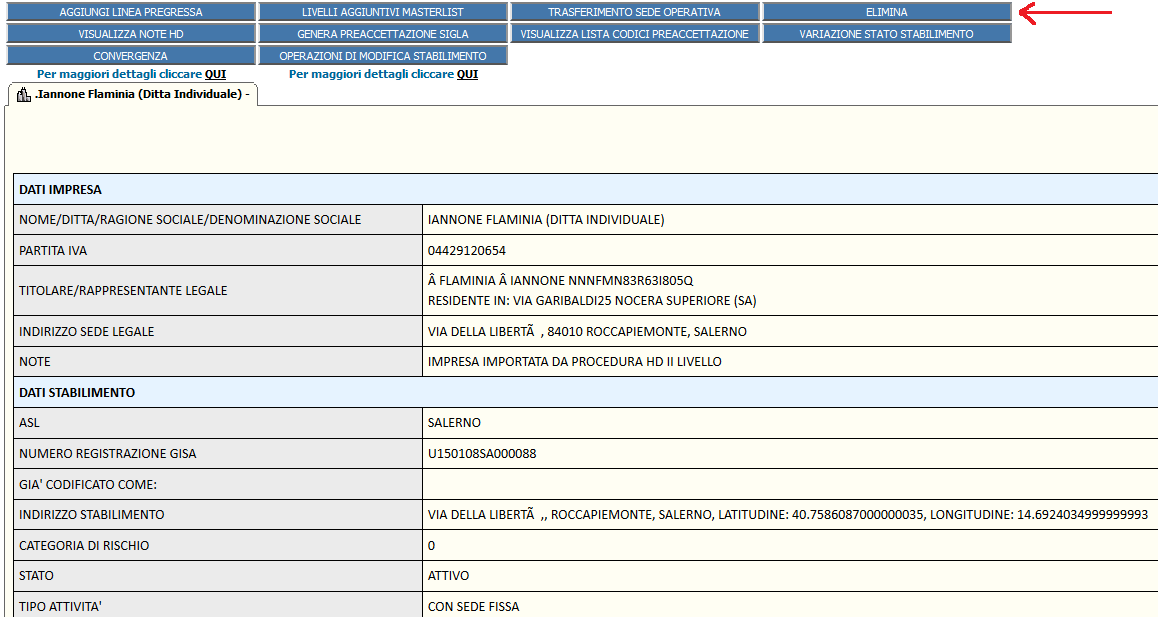 AGGIUNGI LINEA PREGRESSA LIVELLI AGGIUNTIVI MASTERLIST TRASFERIMENTO SEDE OPERATIVA ELIMINA
VISUALIZZA NOTE HD GENERA PREACCETTAZIONE SIGLA VISUALIZZA LISTA CODICI PREACCETTAZIONE VARIAZIONE STATO STABILIMENTO
CONVERGENZA OPERAZIONI DI MODIFICA STABILIMENTO
Per maggiori dettagli cliccare QUI Per maggiori dettagli cliccare QUI
.Iannone Flaminia (Ditta Individuale) -
DATI IMPRESA
NOME/DITTA/RAGIONE SOCIALE/DENOMINAZIONE SOCIALE IANNONE FLAMINIA (DITTA INDIVIDUALE)
PARTITA IVA 04429120654
TITOLARE/RAPPRESENTANTE LEGALE Â FLAMINIA Â IANNONE NNNFMN83R63I805Q
RESIDENTE IN: VIA GARIBALDI25 NOCERA SUPERIORE (SA)
INDIRIZZO SEDE LEGALE VIA DELLA LIBERTÃ , 84010 ROCCAPIEMONTE, SALERNO
NOTE IMPRESA IMPORTATA DA PROCEDURA HD II LIVELLO
DATI STABILIMENTO
ASL SALERNO
NUMERO REGISTRAZIONE GISA U150108SA000088
GIA' CODIFICATO COME:
INDIRIZZO STABILIMENTO VIA DELLA LIBERTÃ ,, ROCCAPIEMONTE, SALERNO, LATITUDINE: 40.7586087000000035, LONGITUDINE: 14.6924034999999993
CATEGORIA DI RISCHIO 0
STATO ATTIVO
TIPO ATTIVITA' CON SEDE FISSA